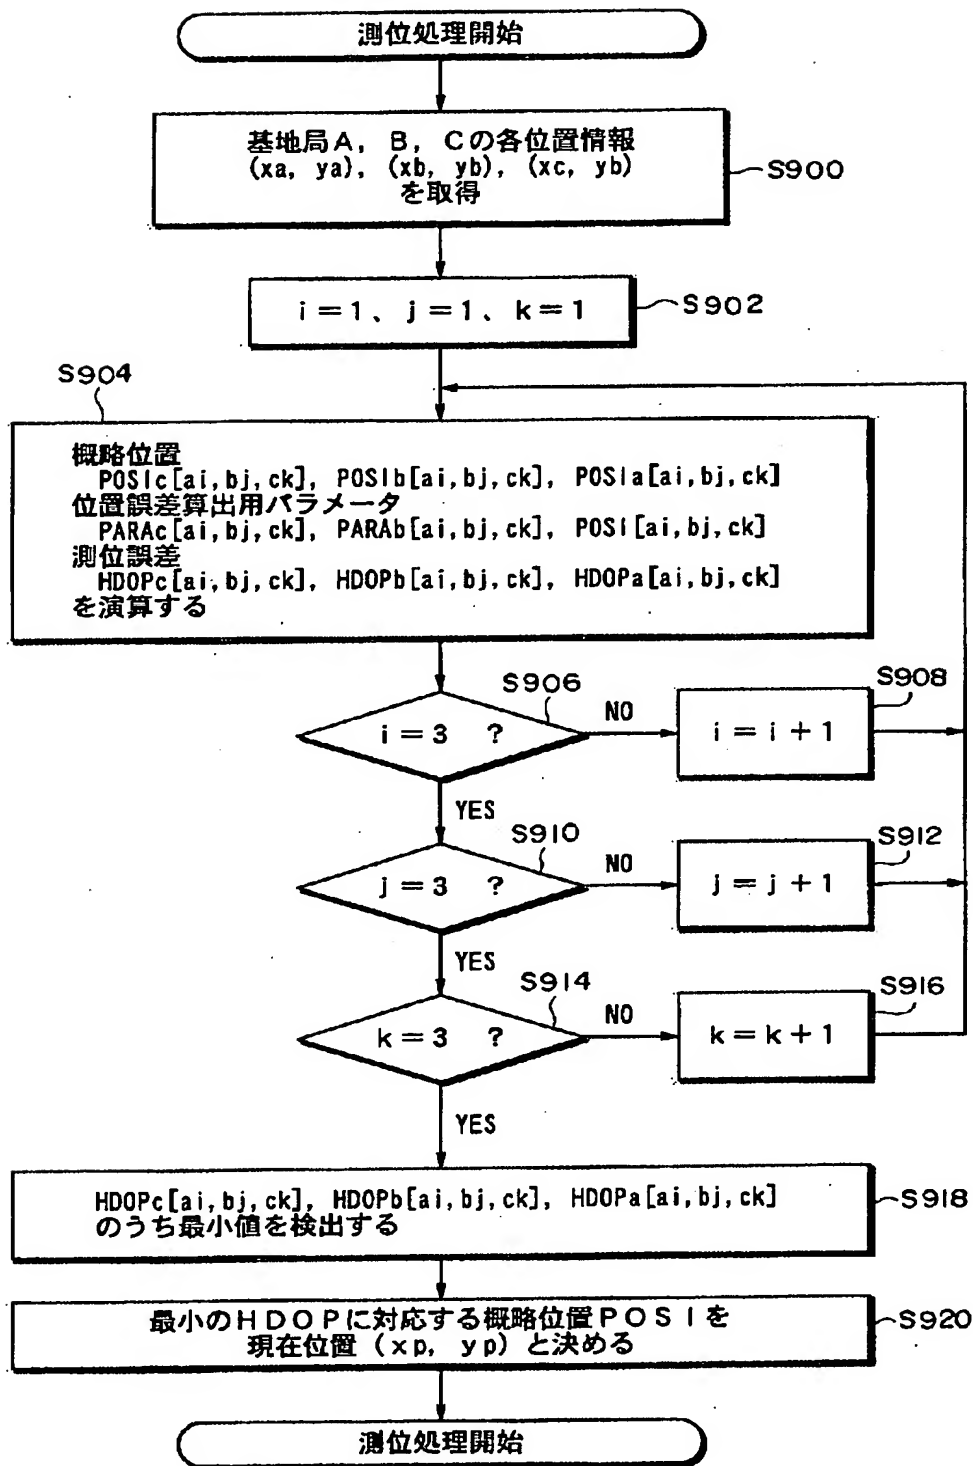 測位処理開始
基地局A, B, Cの各位置情報
(xa, ya), (xb, yb), (xc, yb)
を取得
S900
i=1、j=1、k=1
S902
S904
概略位置
POSIc[ai,bj,ck], POSIb[ai,bj,ck], POSIa[ai,bj,ck]
位置誤差算出用パラメータ
PARAc[ai,bj,ck], PARAb[ai,bj,ck], POSI[ai,bj,ck]
測位誤差
HDOPc[ai,bj,ck], HDOPb[ai,bj,ck], HDOPa[ai,bj,ck]
を演算する
S906
i=3 ?
NO
S908
i=i+1
YES
S910
j=3 ?
NO
S912
j=j+1
YES
S914
k=3 ?
NO
S916
k=k+1
YES
HDOPc[ai,bj,ck], HDOPb[ai,bj,ck], HDOPa[ai,bj,ck]
のうち最小値を検出する
S918
最小のHDOPに対応する概略位置POSIを
現在位置(xp, yp)と決める
S920
測位処理開始